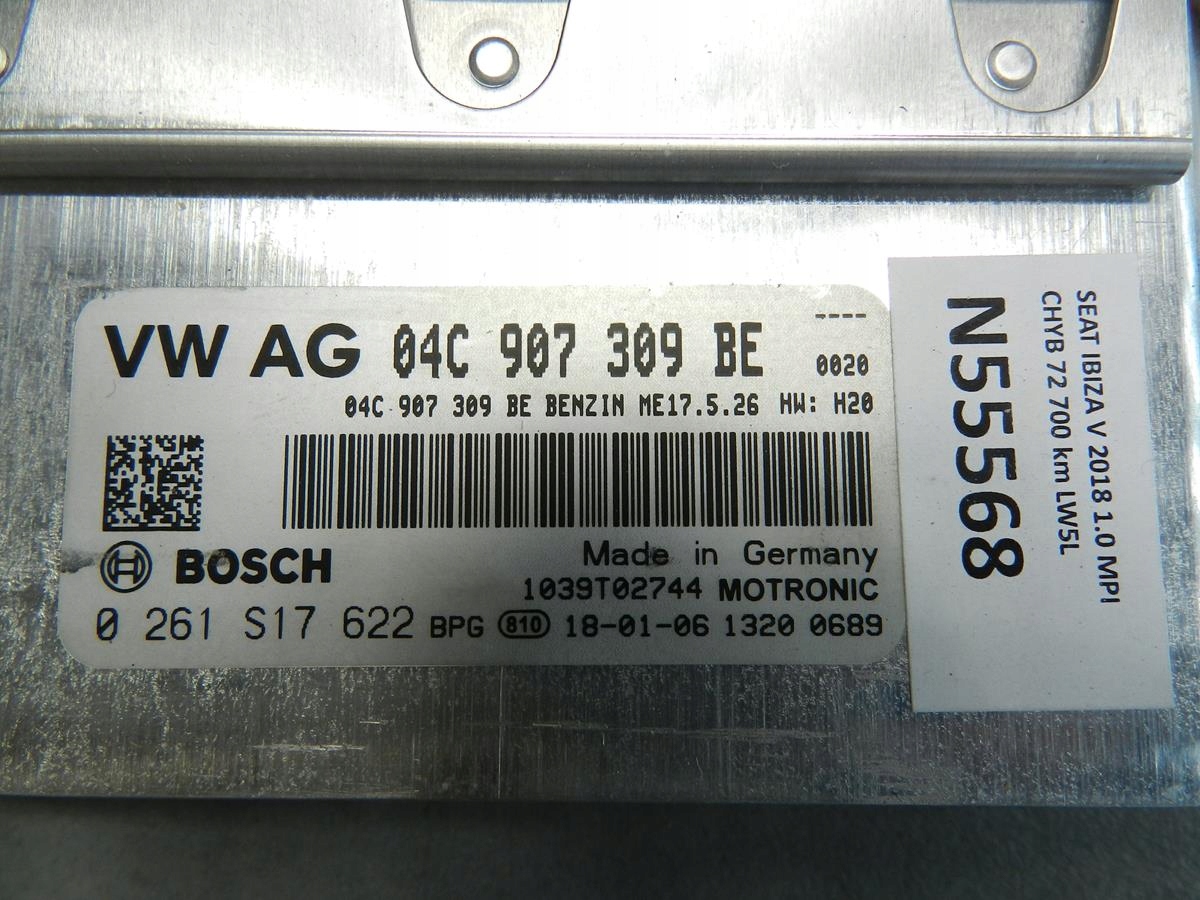 VW AG 04C 907 309 BE ----
0020
04C 907 309 BE BENZIN ME17.5.26 HW: H20
BOSCH
Made in Germany
1039T02744 MOTRONIC
0 261 S17 622 BPG 810 18-01-06 1320 0689
SEAT IBIZA V 2018 1.0 MPI
CHYB 72 700 km LW5L
N55568